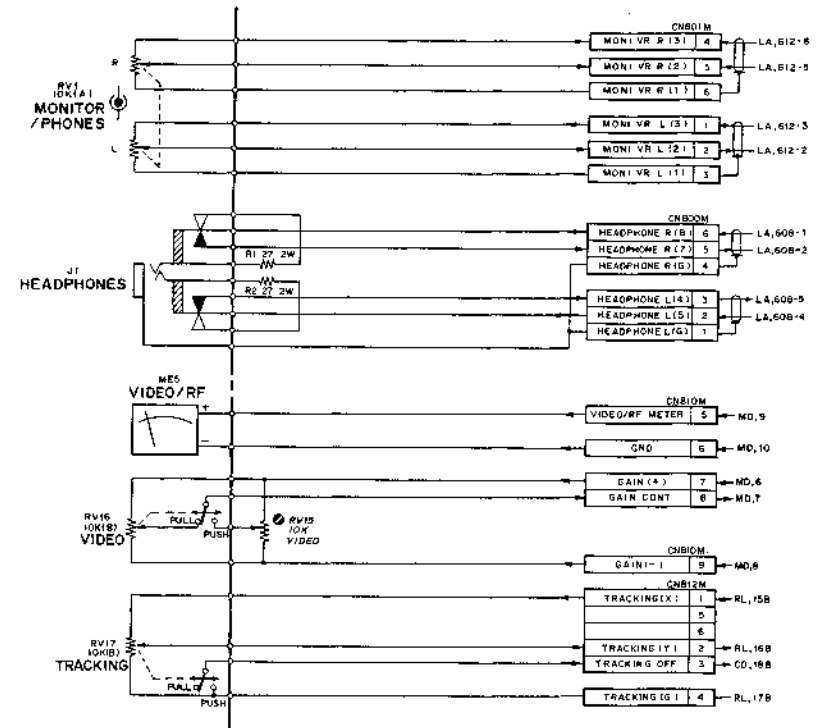 CN801M
MONI VR R (3) 4 LA,612-6
R
MONI VR R (2) 5 LA,612-5
RV1
10K(A)
MONITOR
/PHONES
MONI VR R (1) 6
MONI VR L (3) 1 LA,612-3
L
MONI VR L (2) 2 LA,612-2
MONI VR L (1) 3
CN800M
HEADPHONE R(8) 6 LA,608-1
HEADPHONE R(7) 5 LA,608-2
R1 27 2W
HEADPHONE R(G) 4
J1
HEADPHONES
R2 27 2W
HEADPHONE L(4) 3 LA,608-5
HEADPHONE L(5) 2 LA,608-4
HEADPHONE L(G) 1
ME5
VIDEO/RF
CN810M
+
VIDEO/RF METER 5 MD,9
−
GND 6 MD,10
GAIN (+) 7 MD,6
GAIN CONT 8 MD,7
RV16
10K(B)
VIDEO
PULL
PUSH
RV15
10K
VIDEO
CN810M
GAIN(-) 9 MD,8
CN812M
TRACKING(X) 1 RL,15B
5
6
RV17
10K(B)
TRACKING
TRACKING(Y) 2 RL,16B
TRACKING OFF 3 CD,18B
PULL
PUSH
TRACKING(G) 4 RL,17B